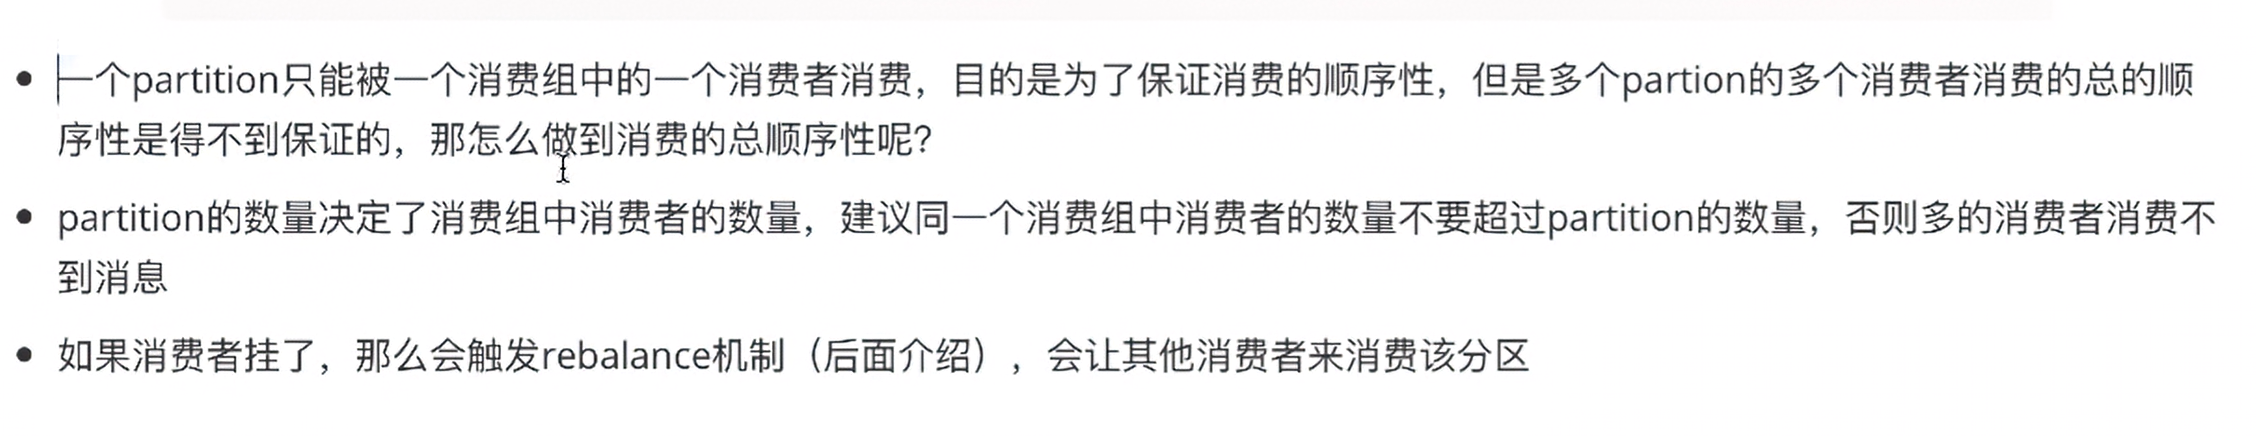 一个partition只能被一个消费组中的一个消费者消费，目的是为了保证消费的顺序性，但是多个partion的多个消费者消费的总的顺
序性是得不到保证的，那怎么做到消费的总顺序性呢？
partition的数量决定了消费组中消费者的数量，建议同一个消费组中消费者的数量不要超过partition的数量，否则多的消费者消费不
到消息
如果消费者挂了，那么会触发rebalance机制（后面介绍），会让其他消费者来消费该分区